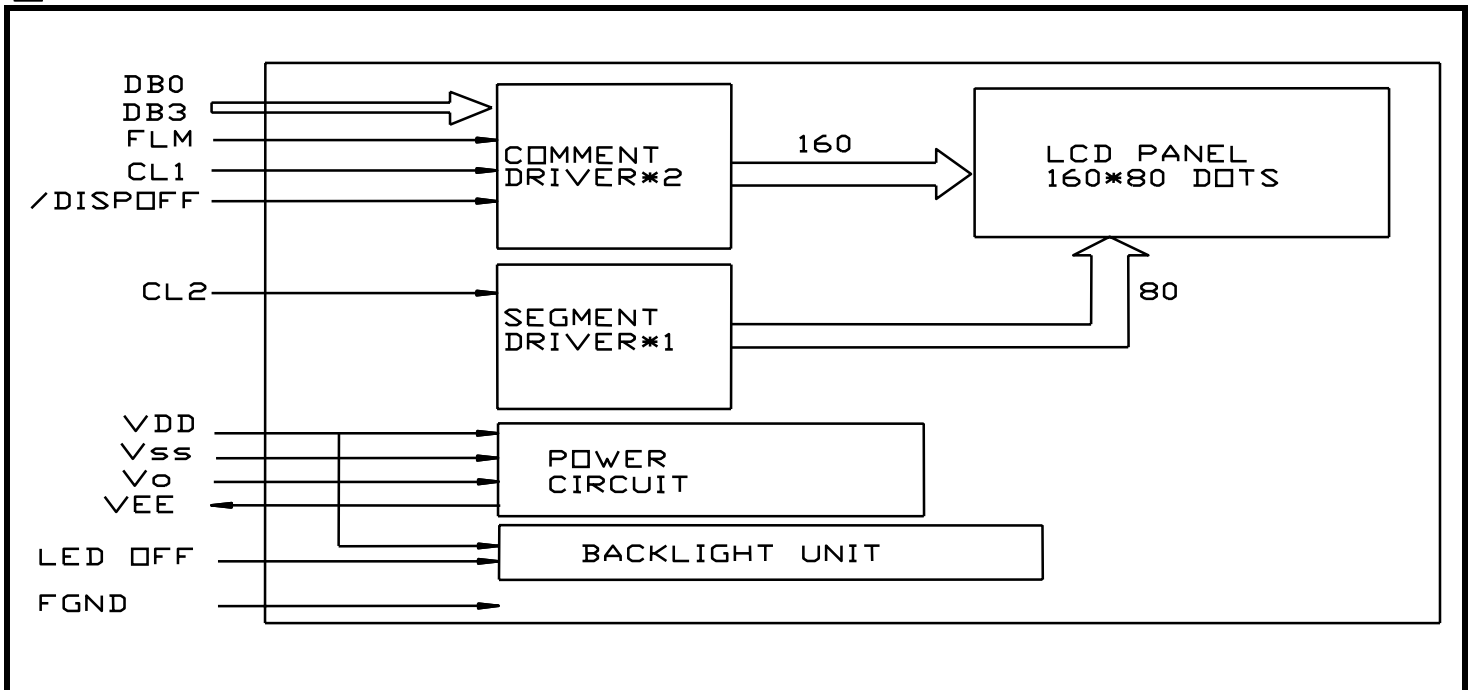 DB0
DB3
FLM
CL1
/DISPOFF
COMMENT
DRIVER*2
160
LCD PANEL
160*80 DOTS
CL2
SEGMENT
DRIVER*1
80
VDD
Vss
Vo
VEE
POWER
CIRCUIT
LED OFF
BACKLIGHT UNIT
FGND